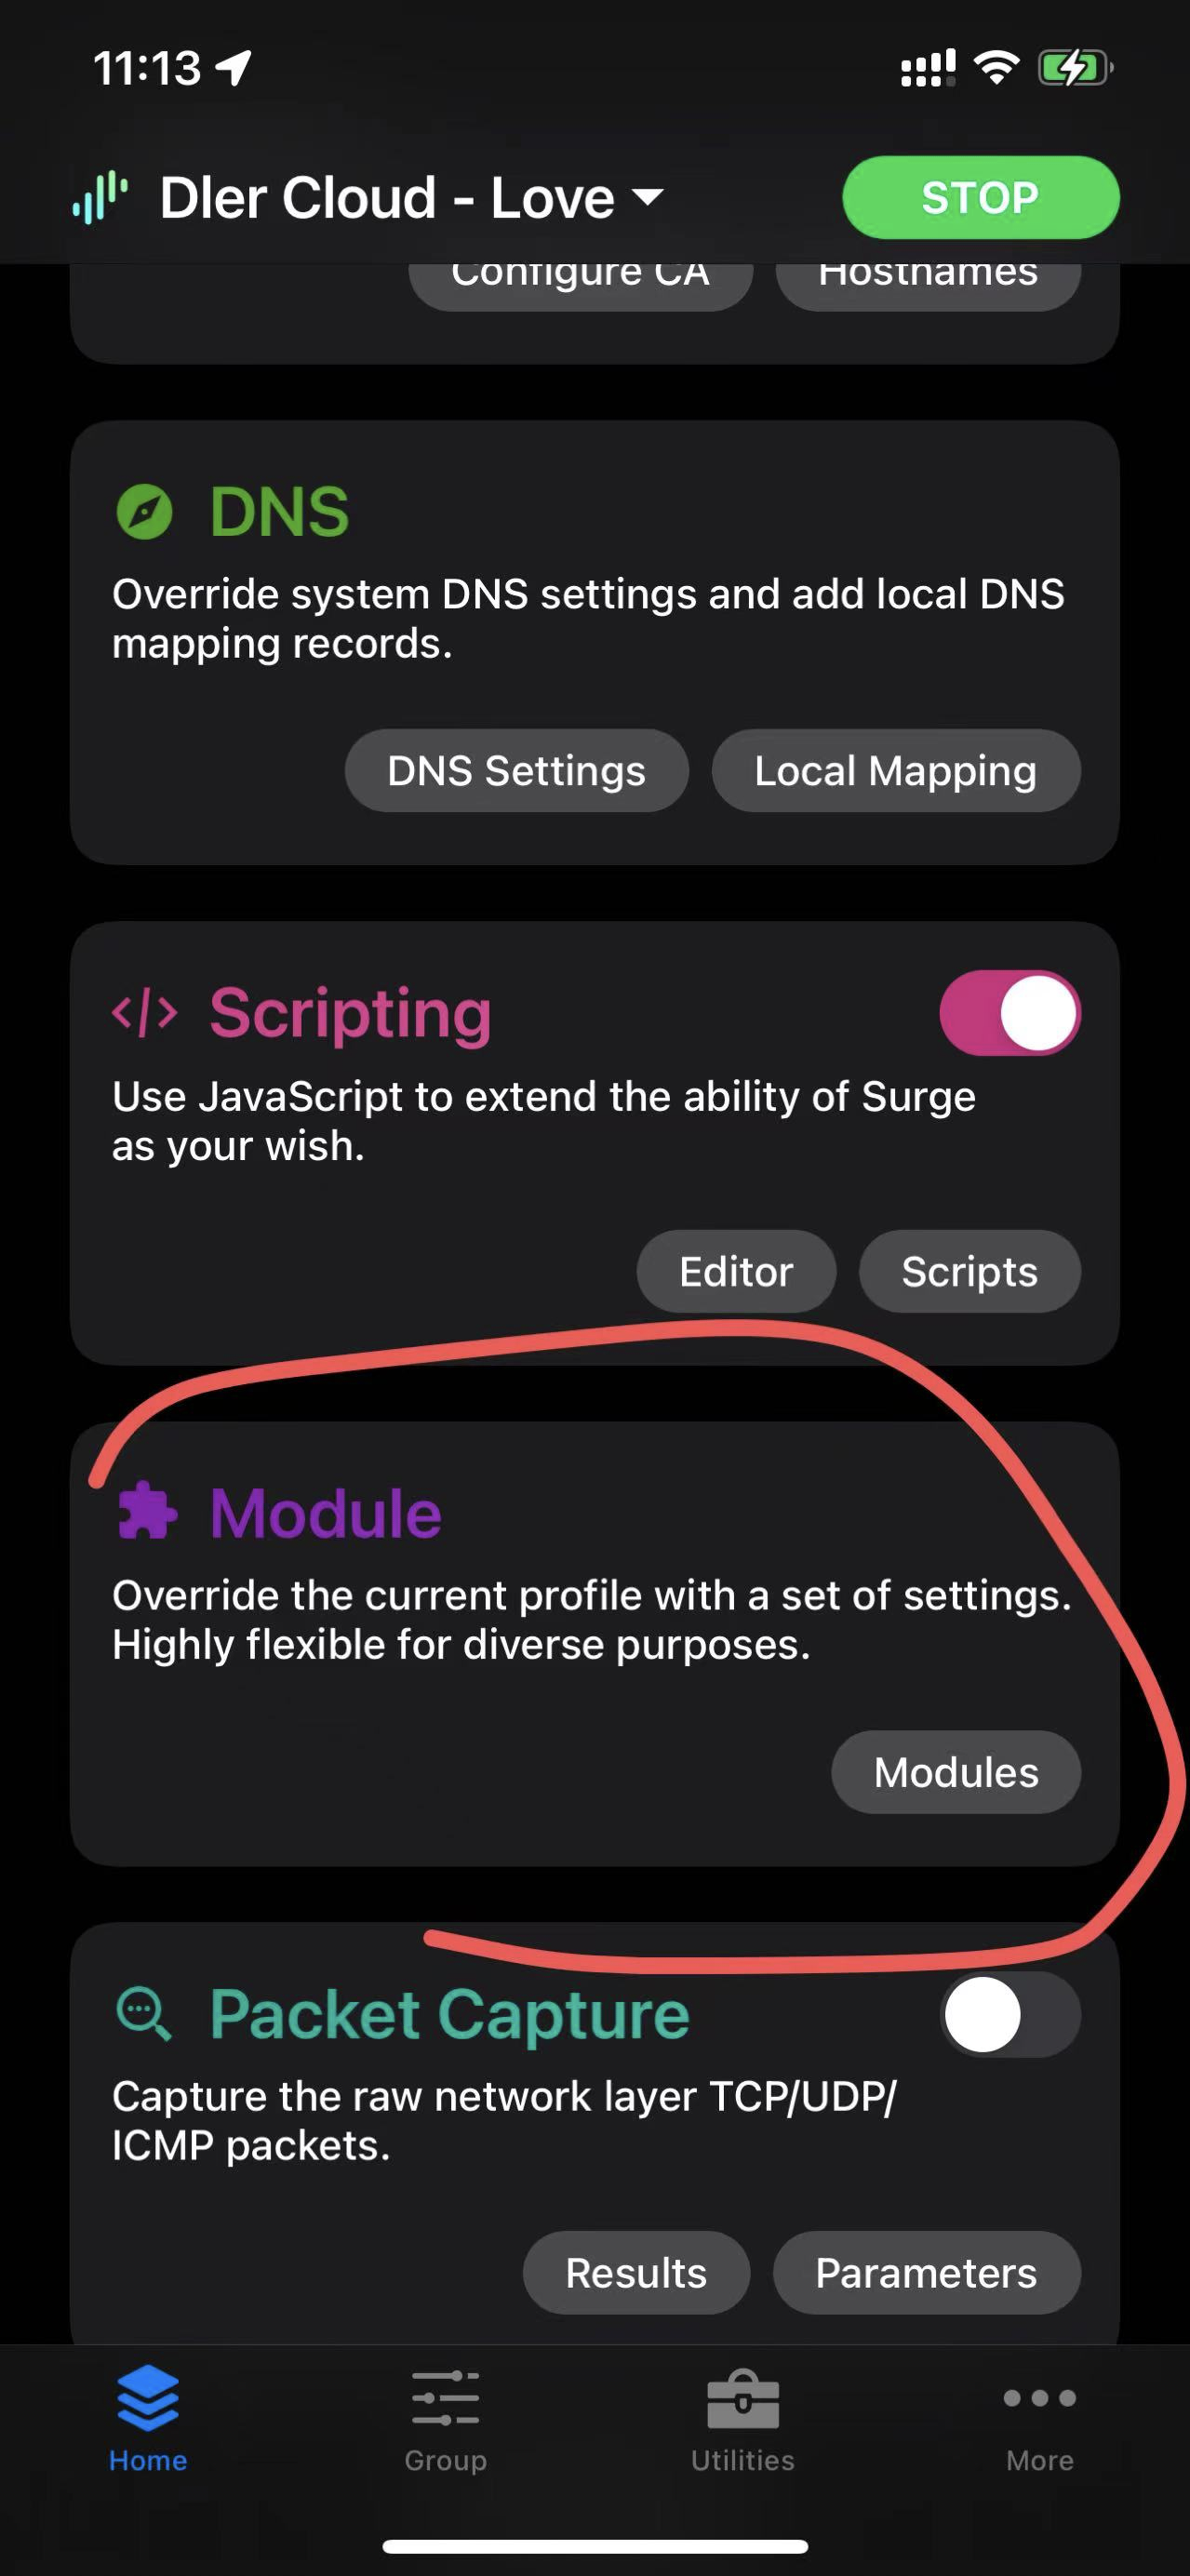 11:13
Dler Cloud - Love
STOP
Configure CA
Hostnames
DNS
Override system DNS settings and add local DNS
mapping records.
DNS Settings
Local Mapping
Scripting
Use JavaScript to extend the ability of Surge
as your wish.
Editor
Scripts
Module
Override the current profile with a set of settings.
Highly flexible for diverse purposes.
Modules
Packet Capture
Capture the raw network layer TCP/UDP/
ICMP packets.
Results
Parameters
Home
Group
Utilities
More